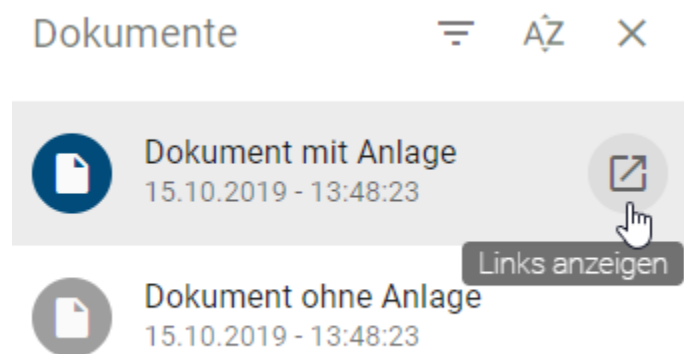 Dokumente AZ
Dokument mit Anlage
15.10.2019 - 13:48:23
Links anzeigen
Dokument ohne Anlage
15.10.2019 - 13:48:23